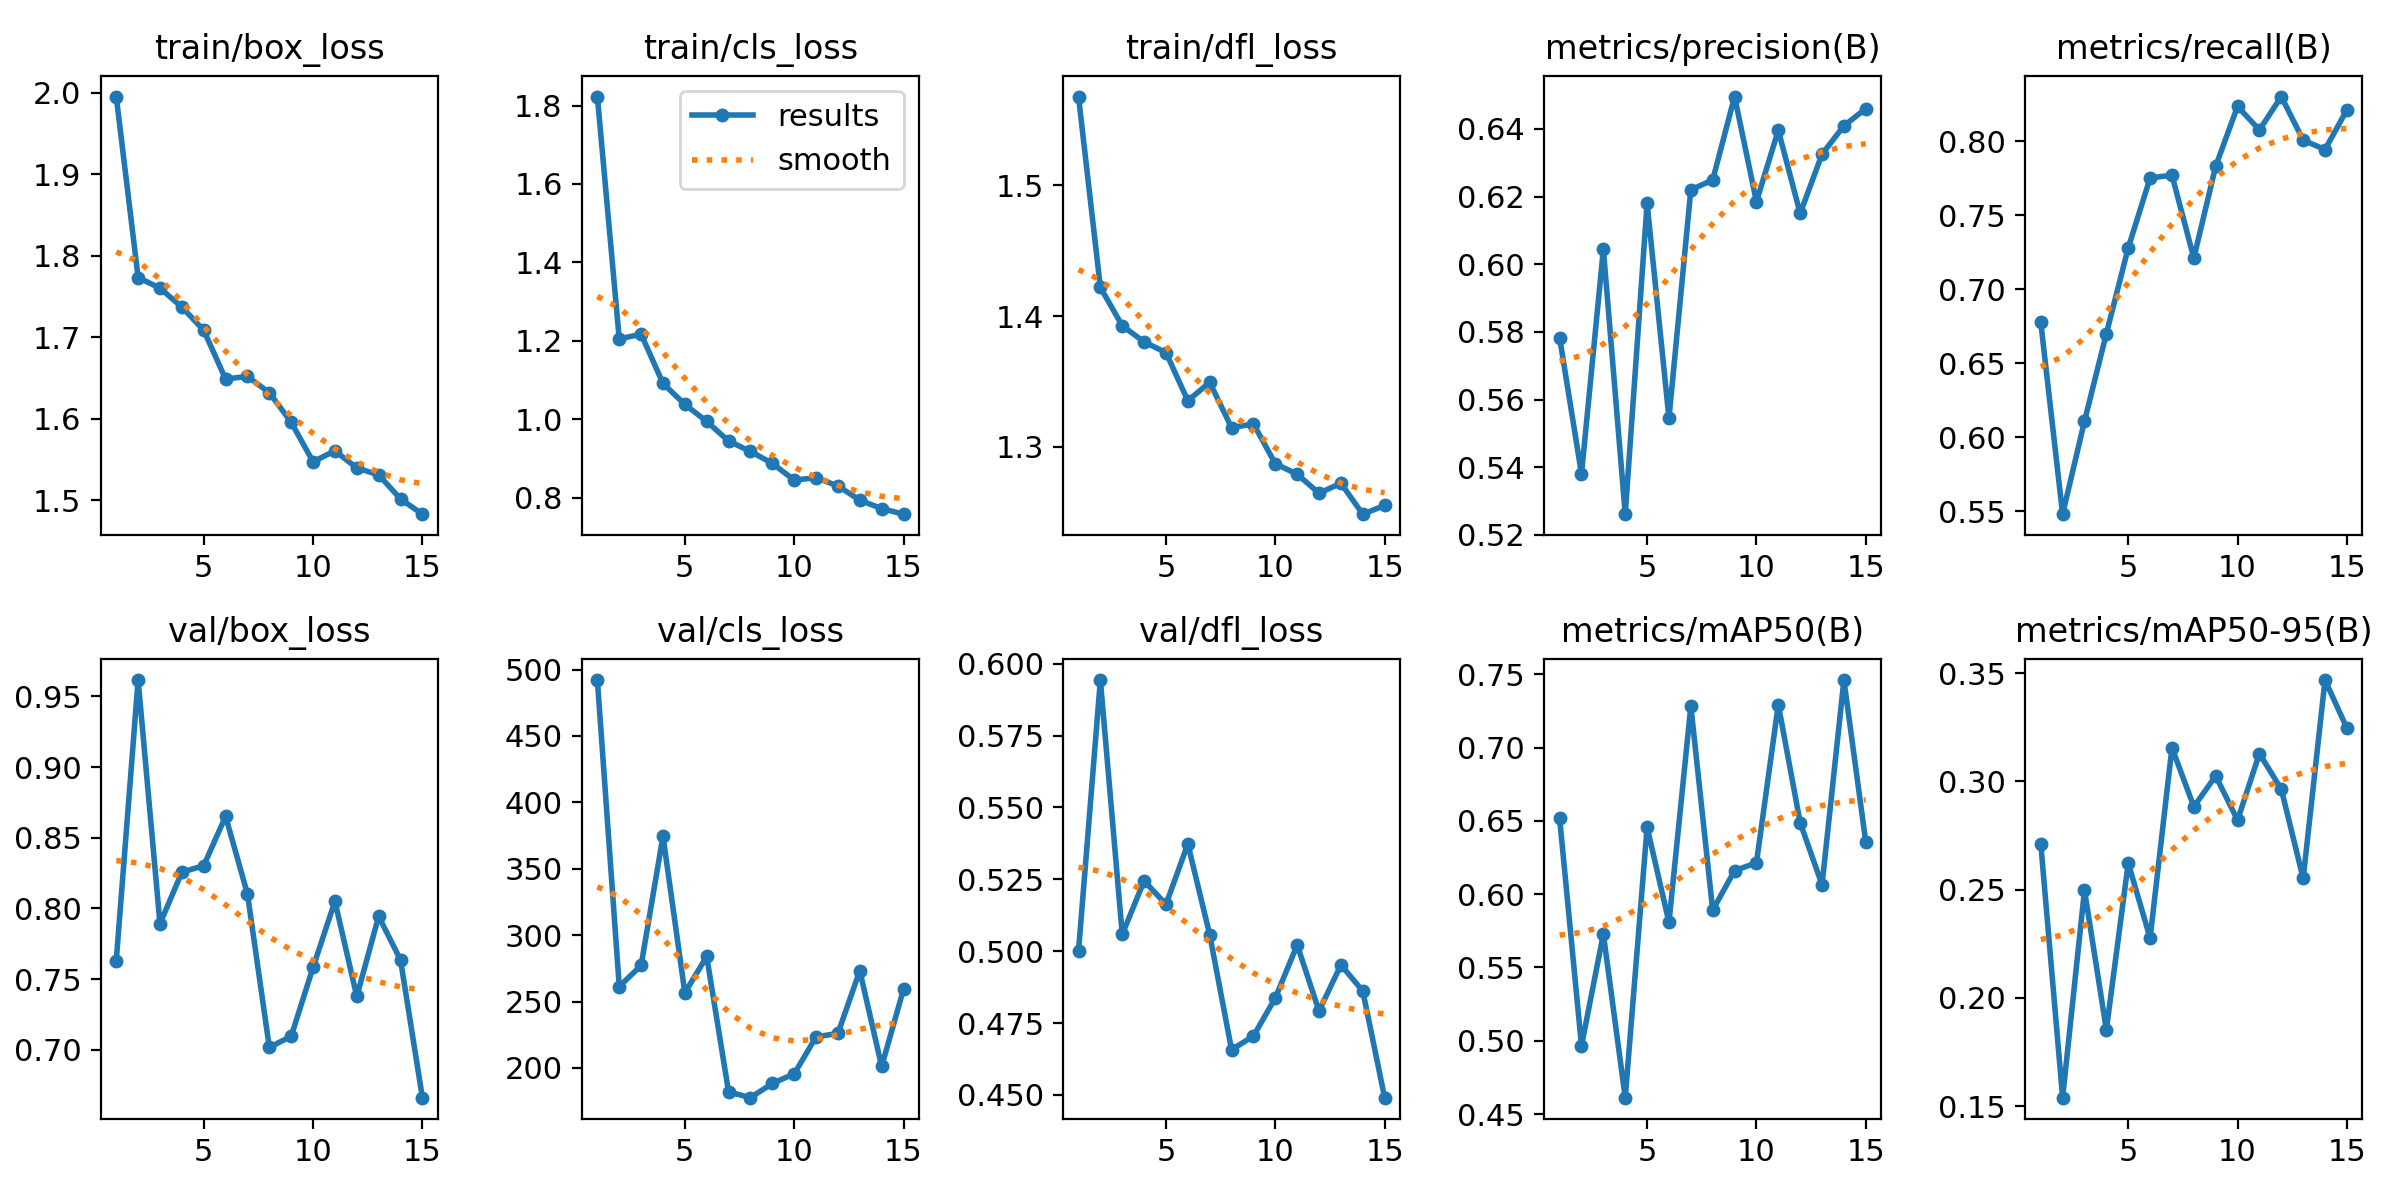 train/box_loss
train/cls_loss
train/dfl_loss
metrics/precision(B)
metrics/recall(B)
2.0
1.9
1.8
1.7
1.6
1.5
5 10 15
1.8
1.6
1.4
1.2
1.0
0.8
results
smooth
5 10 15
1.5
1.4
1.3
5 10 15
0.64
0.62
0.60
0.58
0.56
0.54
0.52
5 10 15
0.80
0.75
0.70
0.65
0.60
0.55
5 10 15
val/box_loss
val/cls_loss
val/dfl_loss
metrics/mAP50(B)
metrics/mAP50-95(B)
0.95
0.90
0.85
0.80
0.75
0.70
5 10 15
500
450
400
350
300
250
200
5 10 15
0.600
0.575
0.550
0.525
0.500
0.475
0.450
5 10 15
0.75
0.70
0.65
0.60
0.55
0.50
0.45
5 10 15
0.35
0.30
0.25
0.20
0.15
5 10 15